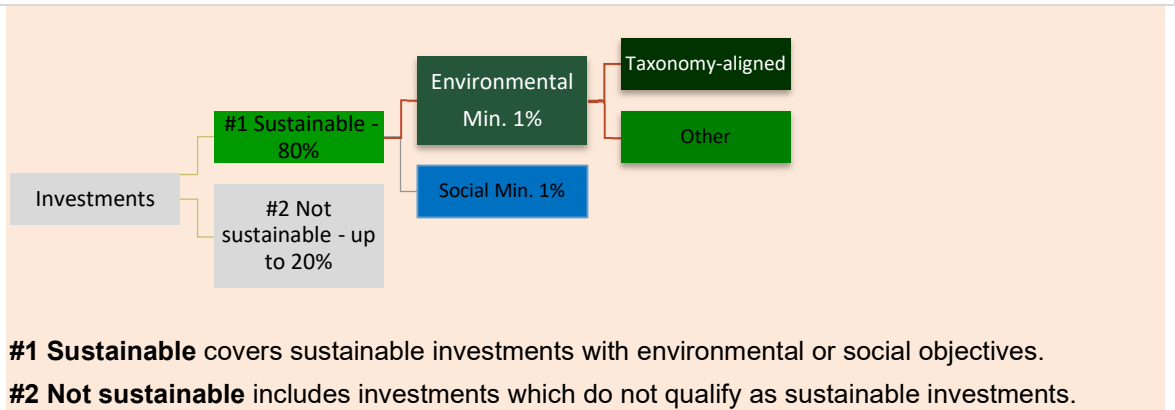 Investments
#1 Sustainable -
80%
#2 Not
sustainable - up
to 20%
Environmental
Min. 1%
Social Min. 1%
Taxonomy-aligned
Other
#1 Sustainable covers sustainable investments with environmental or social objectives.
#2 Not sustainable includes investments which do not qualify as sustainable investments.